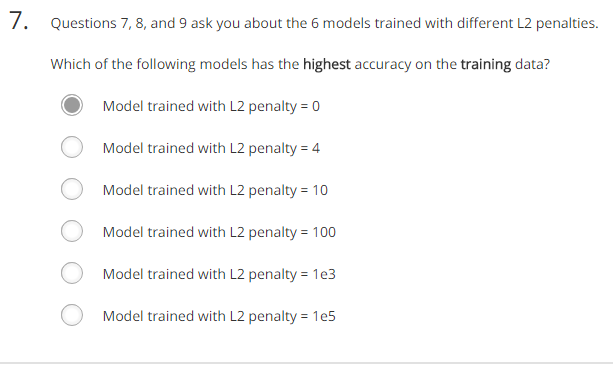 7. Questions 7, 8, and 9 ask you about the 6 models trained with different L2 penalties.
Which of the following models has the highest accuracy on the training data?
Model trained with L2 penalty = 0
Model trained with L2 penalty = 4
Model trained with L2 penalty = 10
Model trained with L2 penalty = 100
Model trained with L2 penalty = 1e3
Model trained with L2 penalty = 1e5